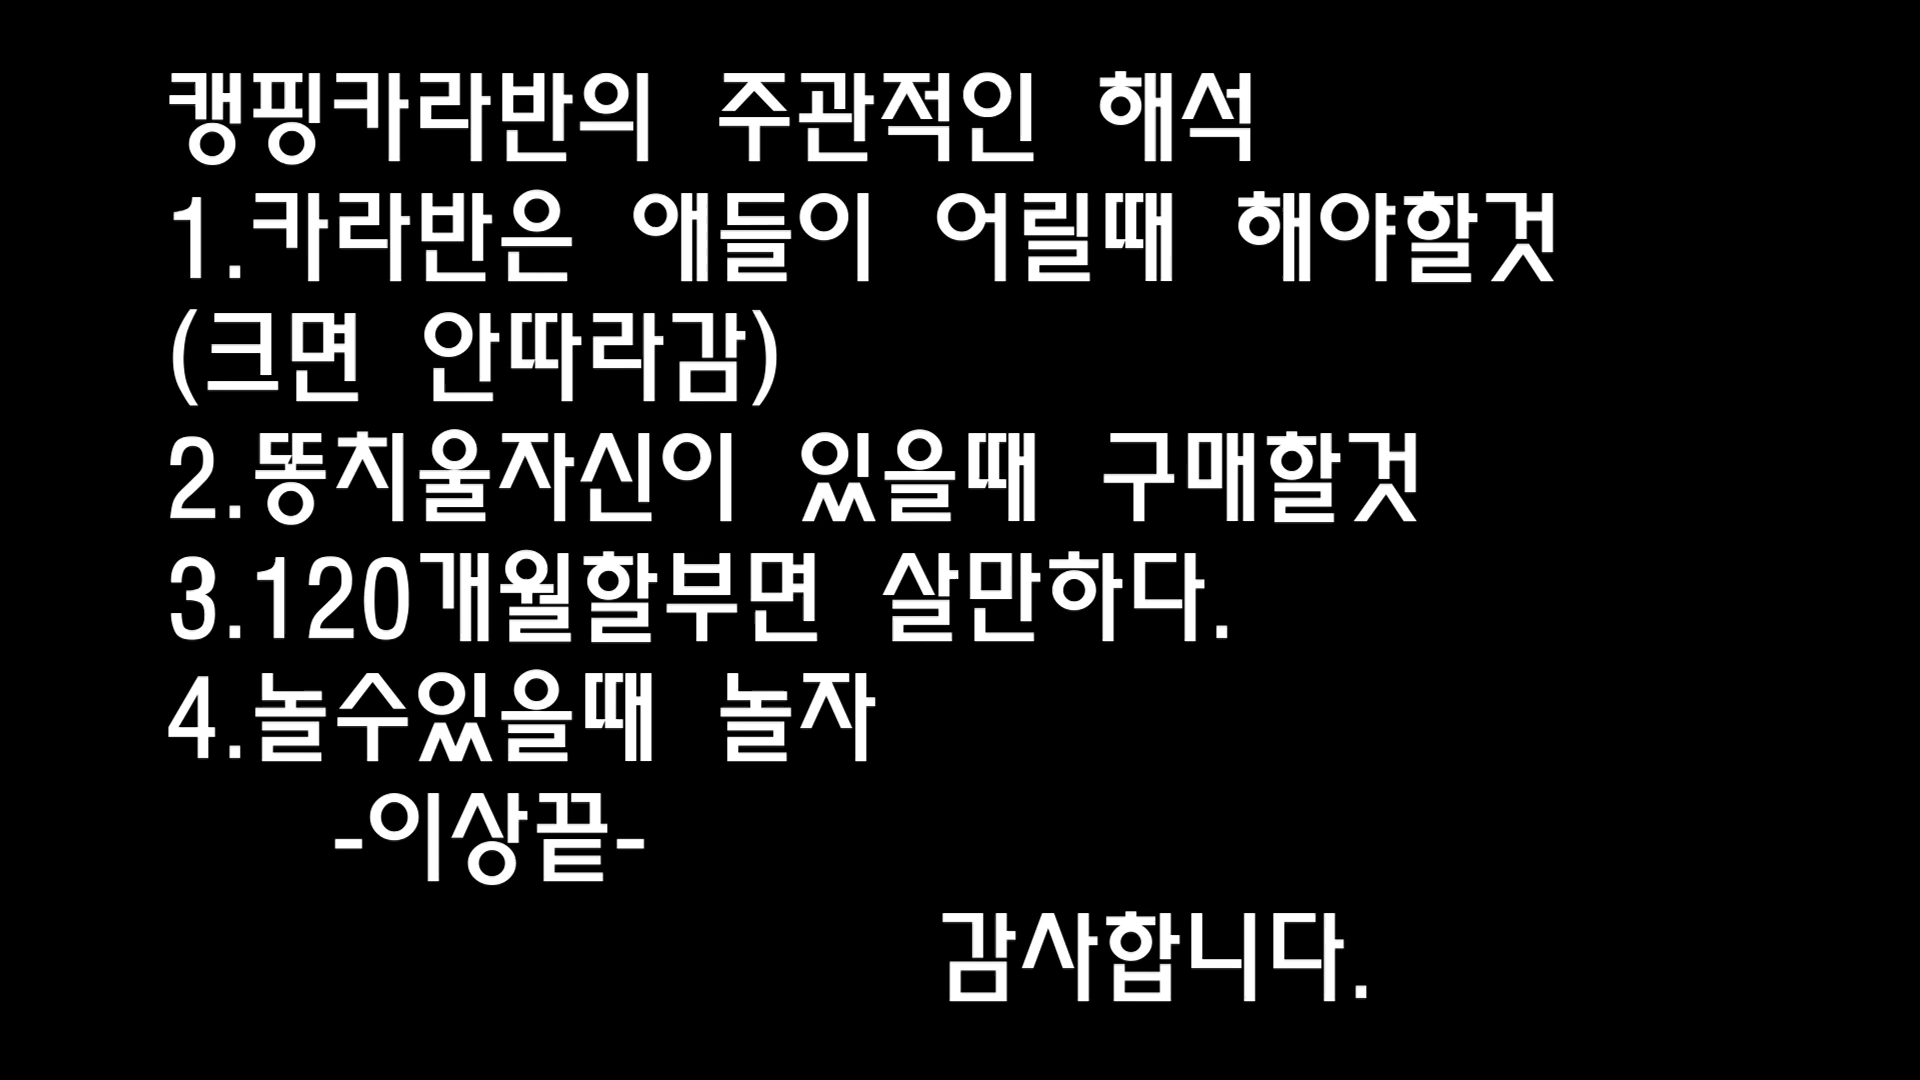 캥핑카라반의 주관적인 해석
1.카라반은 얘들이 어릴때 해야할것
(크면 안따라감)
2.똥치울자신이 있을때 구매할것
3.120개월할부면 살만하다.
4.놀수있을때 놀자
-이상끝-
감사합니다.